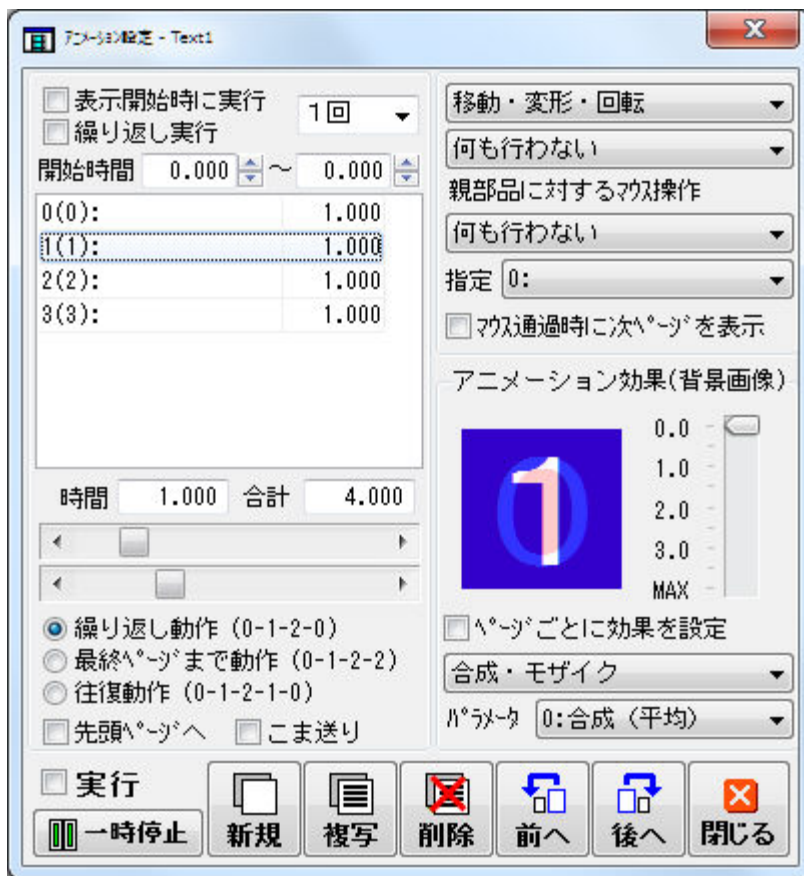 アニメーション設定 - Text1
表示開始時に実行
繰り返し実行
1回
開始時間 0.000 ～ 0.000
0(0): 1.000
1(1): 1.000
2(2): 1.000
3(3): 1.000
時間 1.000 合計 4.000
繰り返し動作 (0-1-2-0)
最終ﾍﾟｰｼﾞまで動作 (0-1-2-2)
往復動作 (0-1-2-1-0)
先頭ﾍﾟｰｼﾞへ こま送り
移動・変形・回転
何も行わない
親部品に対するﾏｳｽ操作
何も行わない
指定 0:
ﾏｳｽ通過時に次ﾍﾟｰｼﾞを表示
アニメーション効果(背景画像)
01
0.0
1.0
2.0
3.0
MAX
ﾍﾟｰｼﾞごとに効果を設定
合成・モザイク
ﾊﾟﾗﾒｰﾀ 0:合成 (平均)
実行
一時停止
新規 複写 削除 前へ 後へ 閉じる